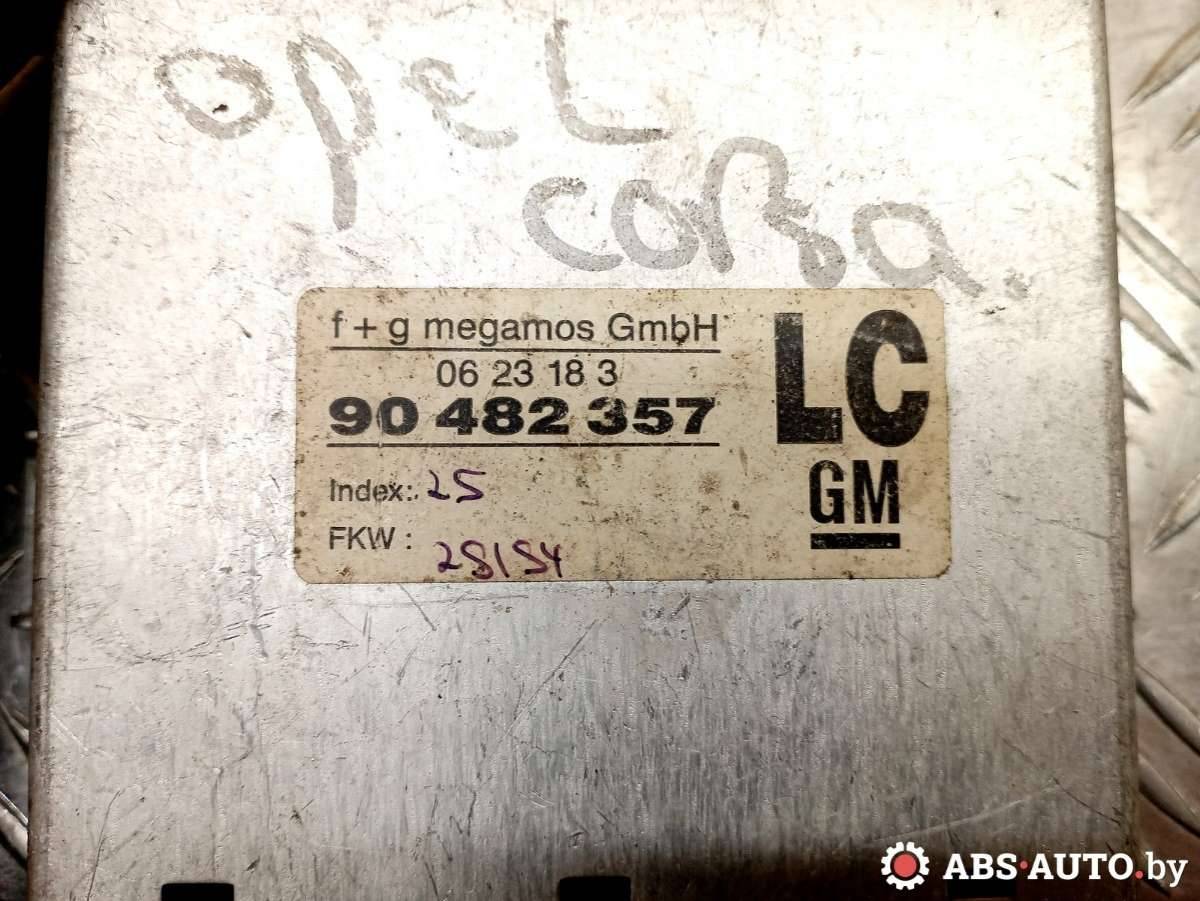 opel
corsa.
f + g megamos GmbH
06 23 18 3
90 482 357
LC
GM
Index: 25
FKW :
ABS-AUTO.by